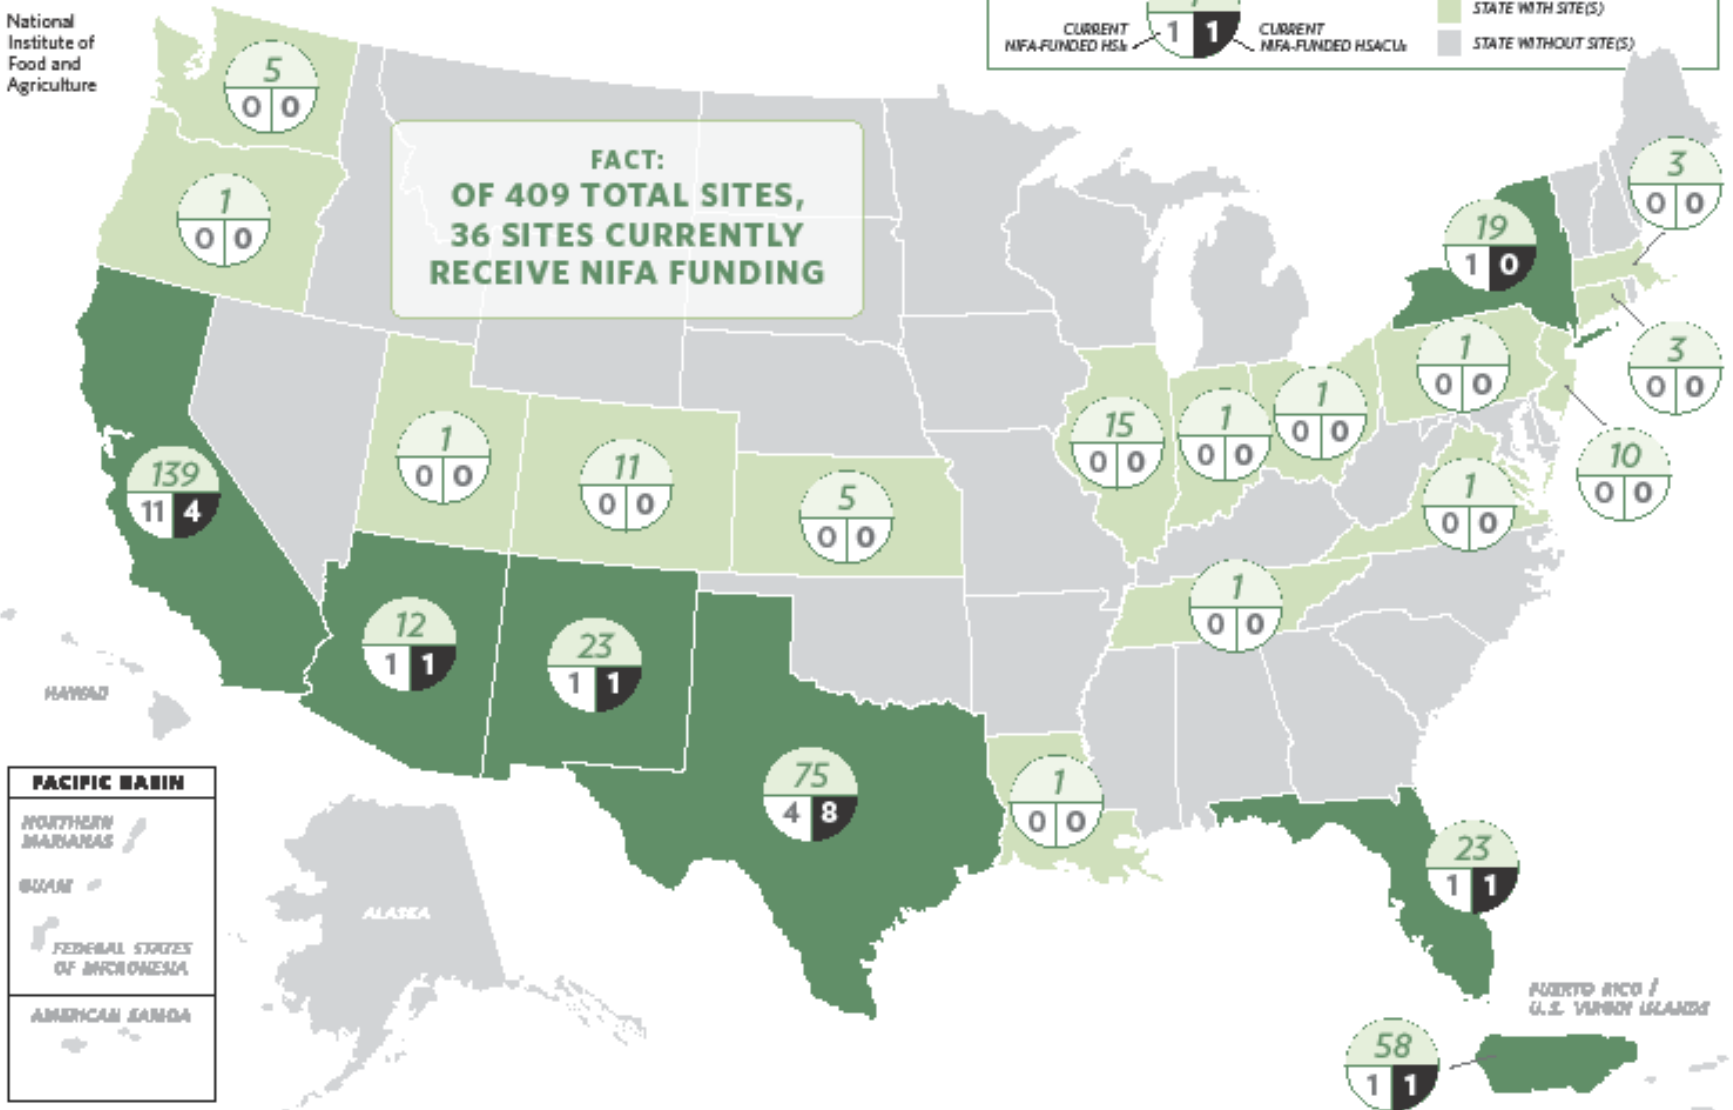 National
Institute of
Food and
Agriculture
CURRENT
NIFA-FUNDED HSIs
1
1
CURRENT
NIFA-FUNDED HSACUs
STATE WITH SITE(S)
STATE WITHOUT SITE(S)
FACT:
OF 409 TOTAL SITES,
36 SITES CURRENTLY
RECEIVE NIFA FUNDING
5
0 0
1
0 0
3
0 0
19
1 0
3
0 0
1
0 0
10
0 0
1
0 0
1
0 0
15
0 0
1
0 0
1
0 0
11
0 0
5
0 0
139
11 4
1
0 0
12
1 1
23
1 1
75
4 8
1
0 0
23
1 1
58
1 1
HAWAII
PACIFIC BASIN
NORTHERN
MARIANAS
GUAM
FEDERAL STATES
OF MICRONESIA
AMERICAN SAMOA
ALASKA
PUERTO RICO /
U.S. VIRGIN ISLANDS